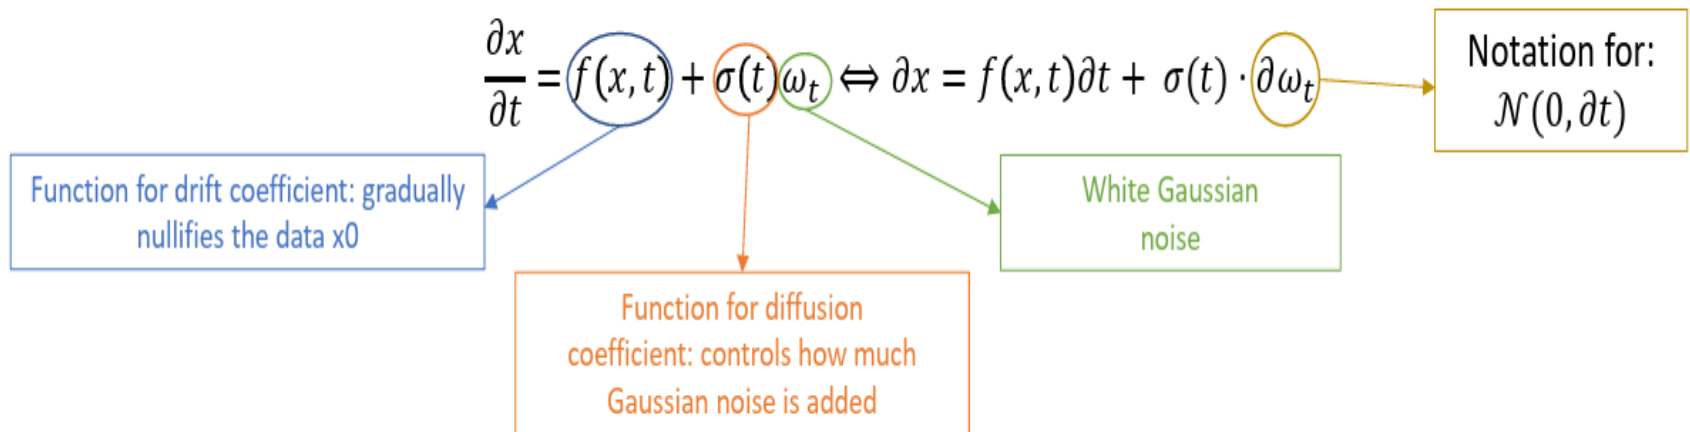 ∂x/∂t = f(x,t) + σ(t)ω_t ⇔ ∂x = f(x,t)∂t + σ(t) · ∂ω_t
Notation for:
𝒩(0,∂t)
Function for drift coefficient: gradually
nullifies the data x0
White Gaussian
noise
Function for diffusion
coefficient: controls how much
Gaussian noise is added